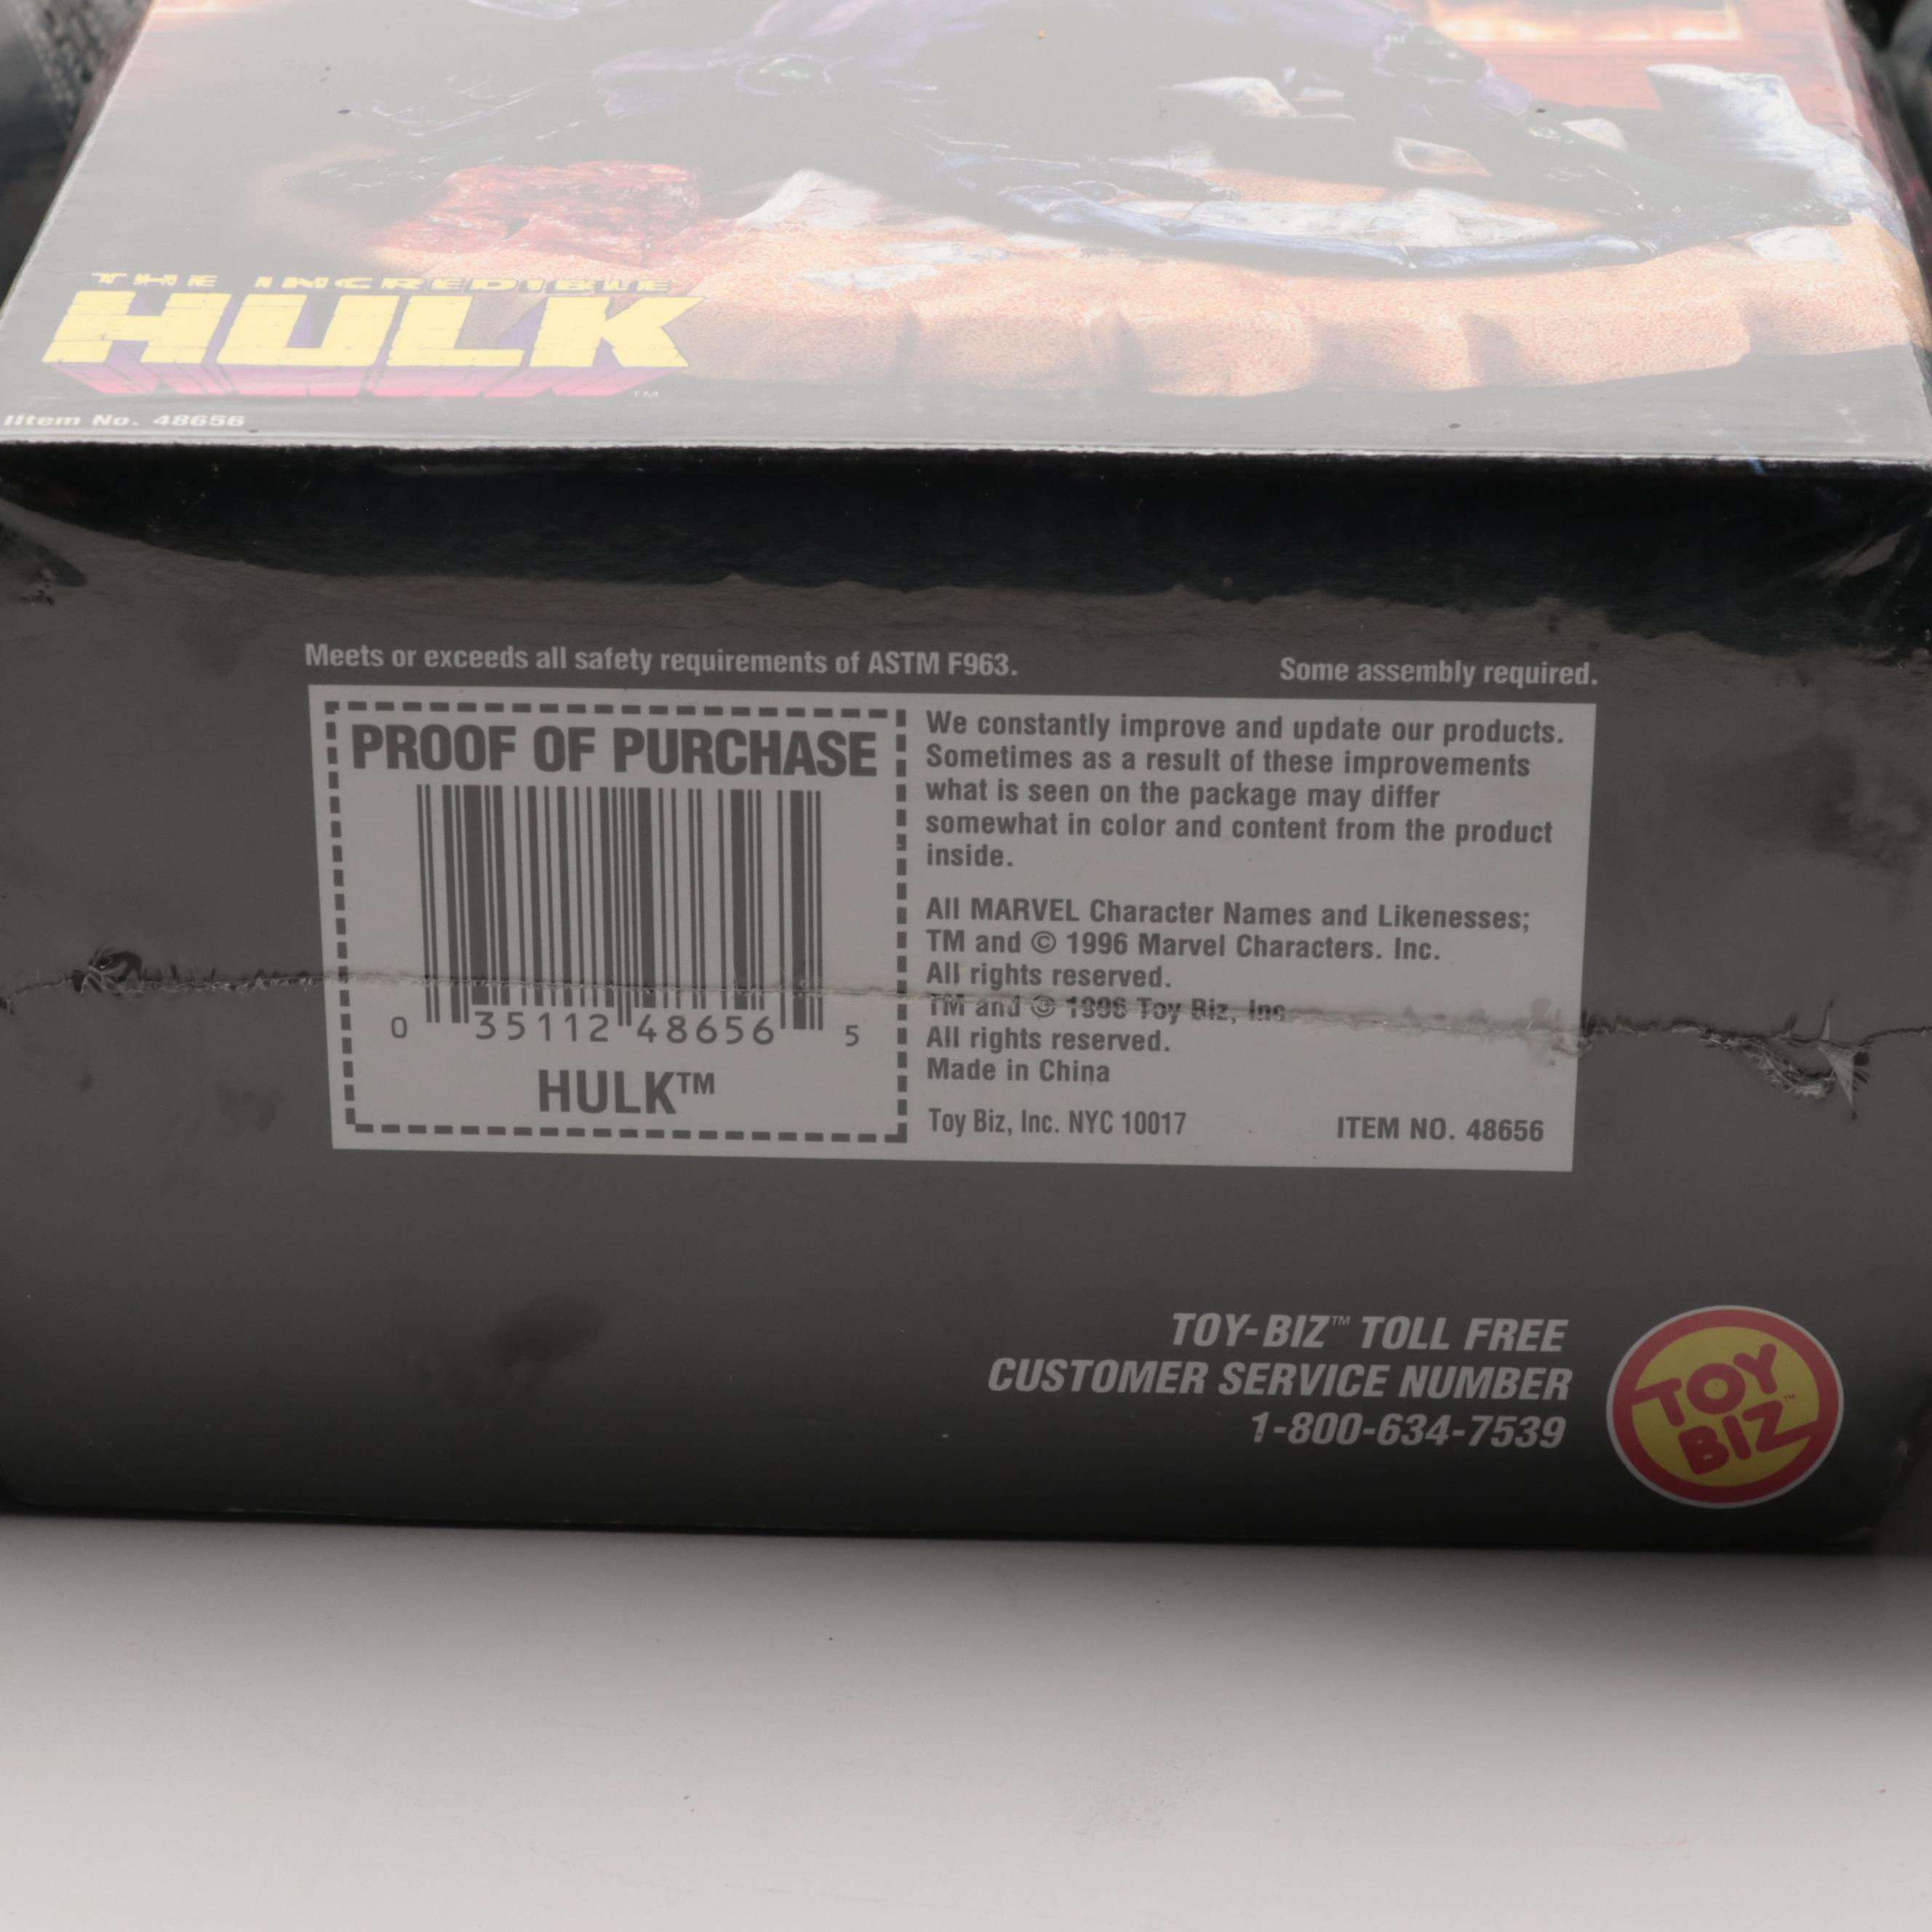 THE INCREDIBLE
HULK™
IItem No. 48656
Meets or exceeds all safety requirements of ASTM F963.
Some assembly required.
PROOF OF PURCHASE
0 35112 48656 5
HULK™
We constantly improve and update our products.
Sometimes as a result of these improvements
what is seen on the package may differ
somewhat in color and content from the product
inside.
All MARVEL Character Names and Likenesses;
TM and © 1996 Marvel Characters. Inc.
All rights reserved.
TM and © 1996 Toy Biz, Inc.
All rights reserved.
Made in China
Toy Biz, Inc. NYC 10017
ITEM NO. 48656
TOY-BIZ™ TOLL FREE
CUSTOMER SERVICE NUMBER
1-800-634-7539
TOY
BIZ™